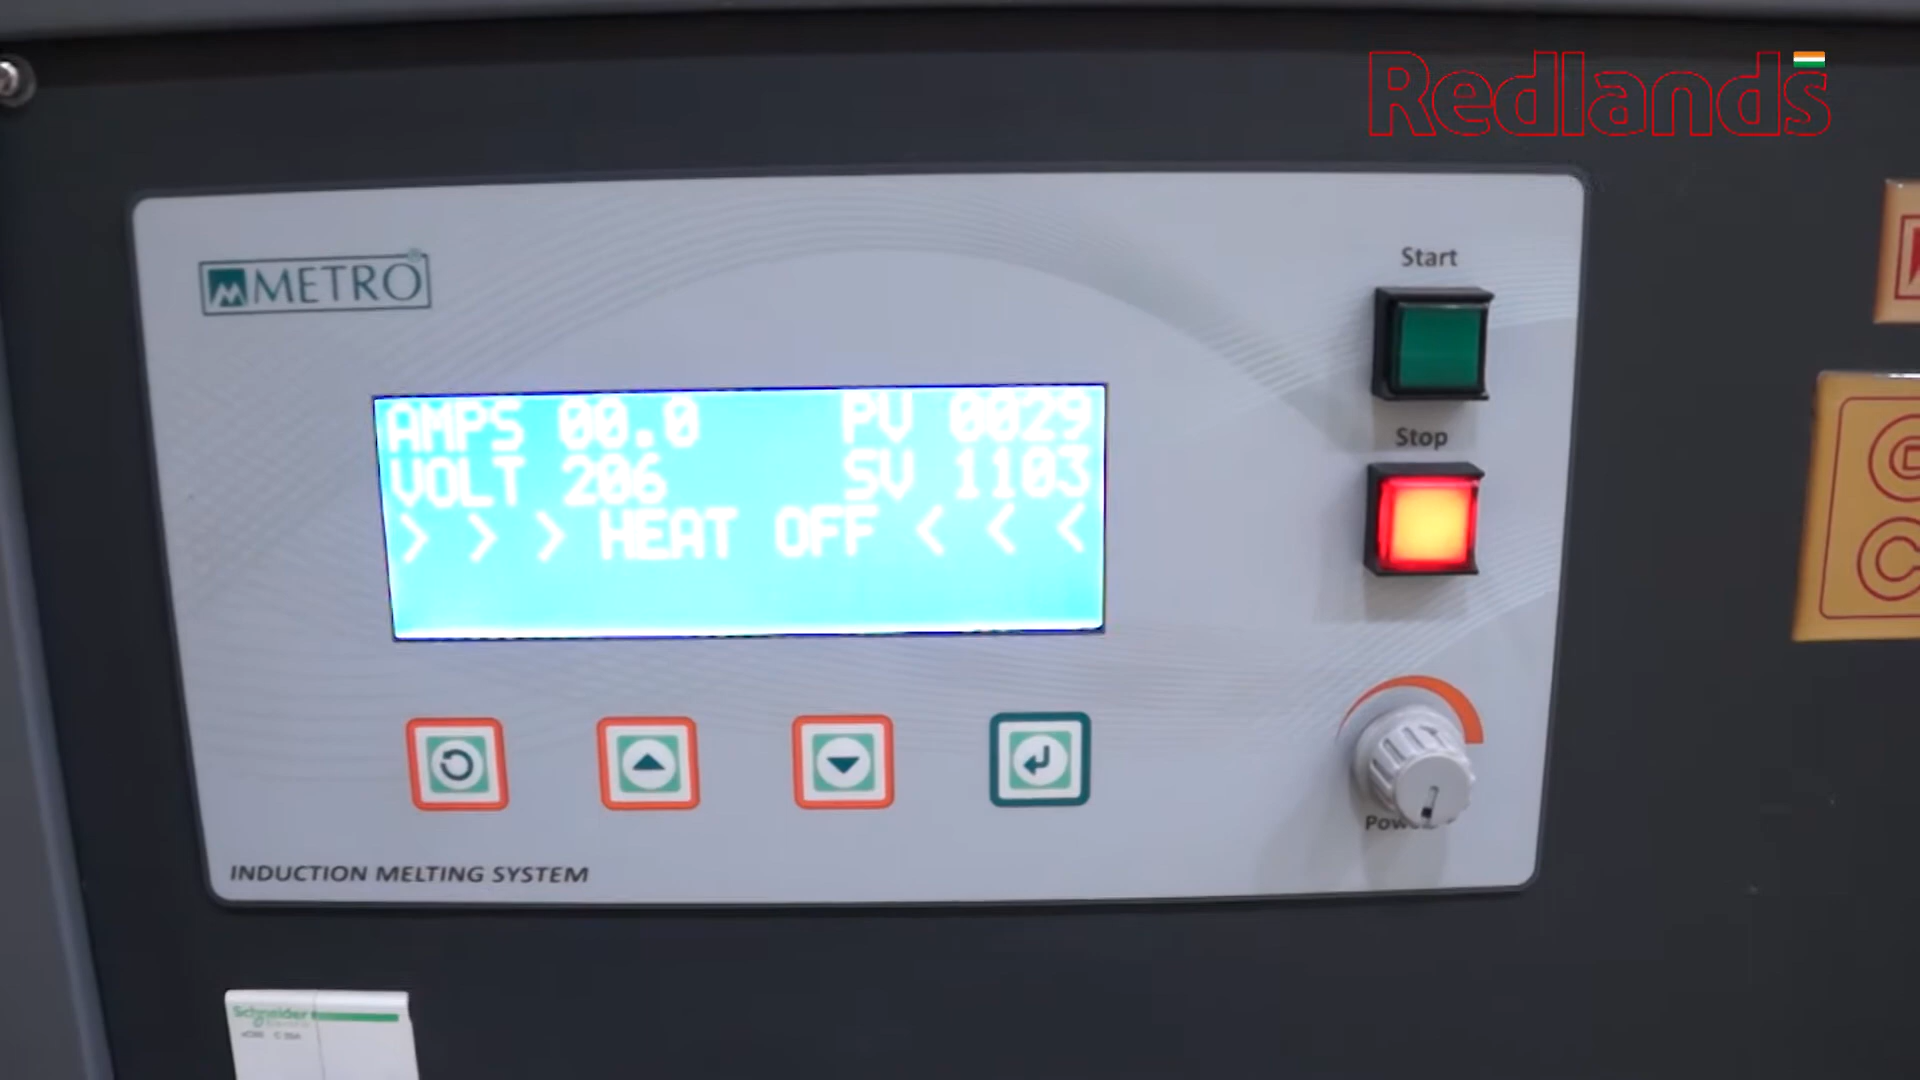 Redlands
METRO®
Start
AMPS 00.0 PV 0029
VOLT 206 SV 1103
> > > HEAT OFF < < <
Stop
INDUCTION MELTING SYSTEM
Schneider